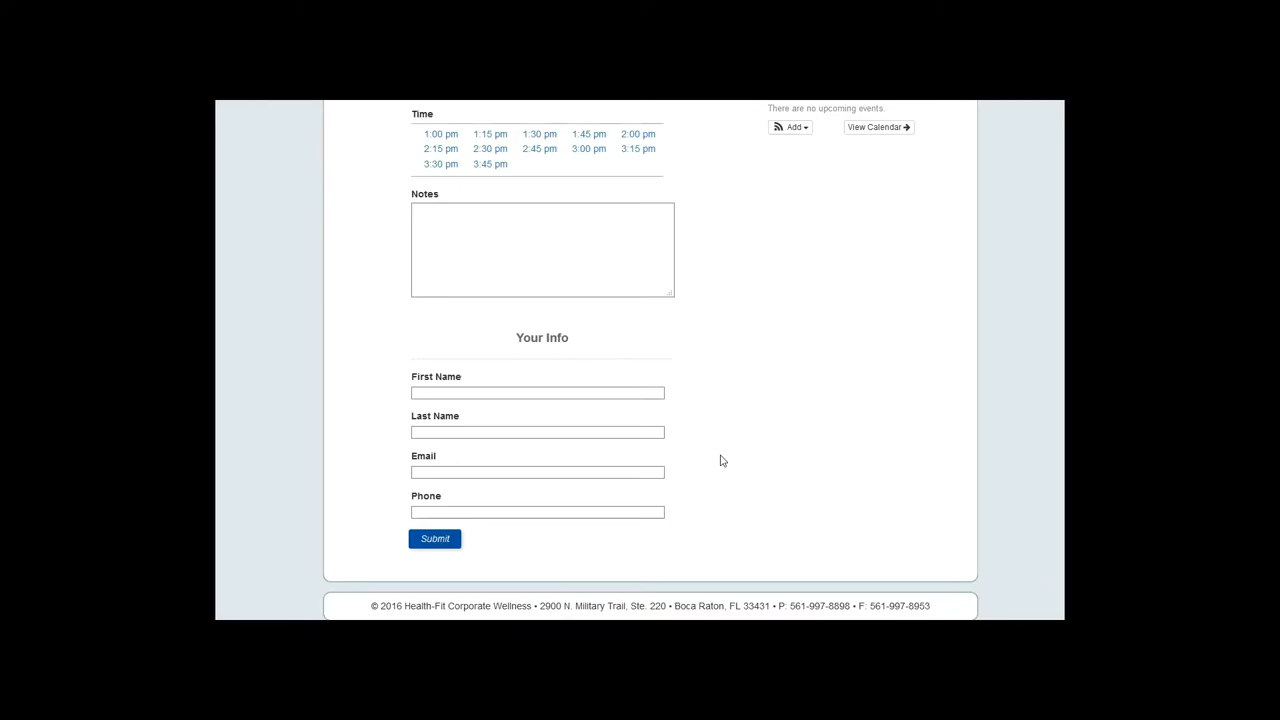 There are no upcoming events.
Add
View Calendar
Time
1:00 pm 1:15 pm 1:30 pm 1:45 pm 2:00 pm
2:15 pm 2:30 pm 2:45 pm 3:00 pm 3:15 pm
3:30 pm 3:45 pm
Notes
Your Info
First Name
Last Name
Email
Phone
Submit
© 2016 Health-Fit Corporate Wellness • 2900 N. Military Trail, Ste. 220 • Boca Raton, FL 33431 • P: 561-997-8898 • F: 561-997-8953